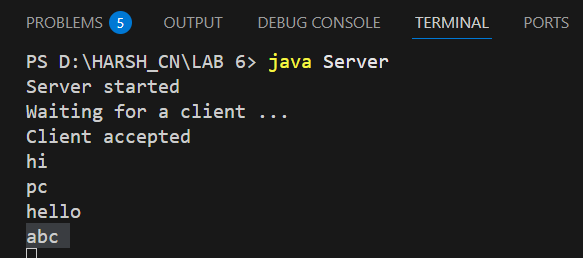 PROBLEMS 5 OUTPUT DEBUG CONSOLE TERMINAL PORTS
PS D:\HARSH_CN\LAB 6> java Server
Server started
Waiting for a client ...
Client accepted
hi
pc
hello
abc